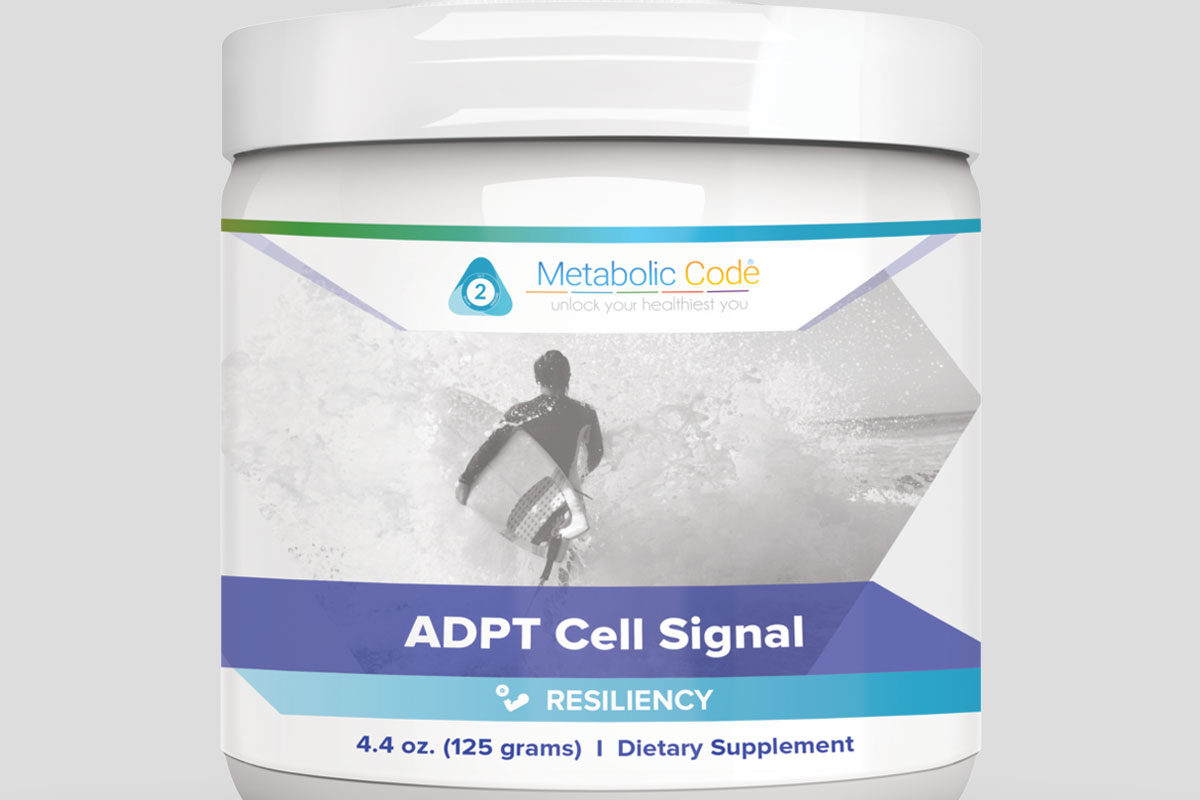 2
Metabolic Code®
unlock your healthiest you
ADPT Cell Signal
RESILIENCY
4.4 oz. (125 grams) | Dietary Supplement